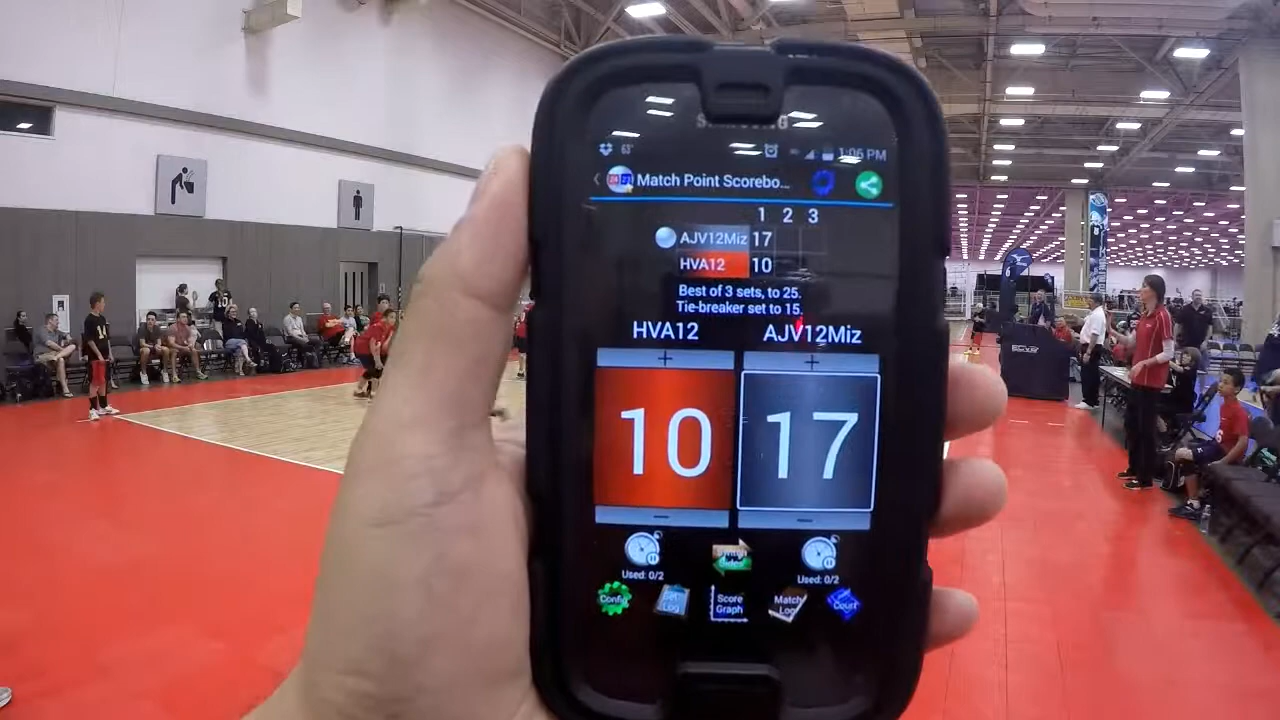 SAMSUNG
63°
1:06 PM
Match Point Scorebo...
1 2 3
AJV12Miz 17
HVA12 10
Best of 3 sets, to 25.
Tie-breaker set to 15.
HVA12 AJV12Miz
+ +
10 17
− −
Used: 0/2 Used: 0/2
Config Set Log Score Graph Match Log Court